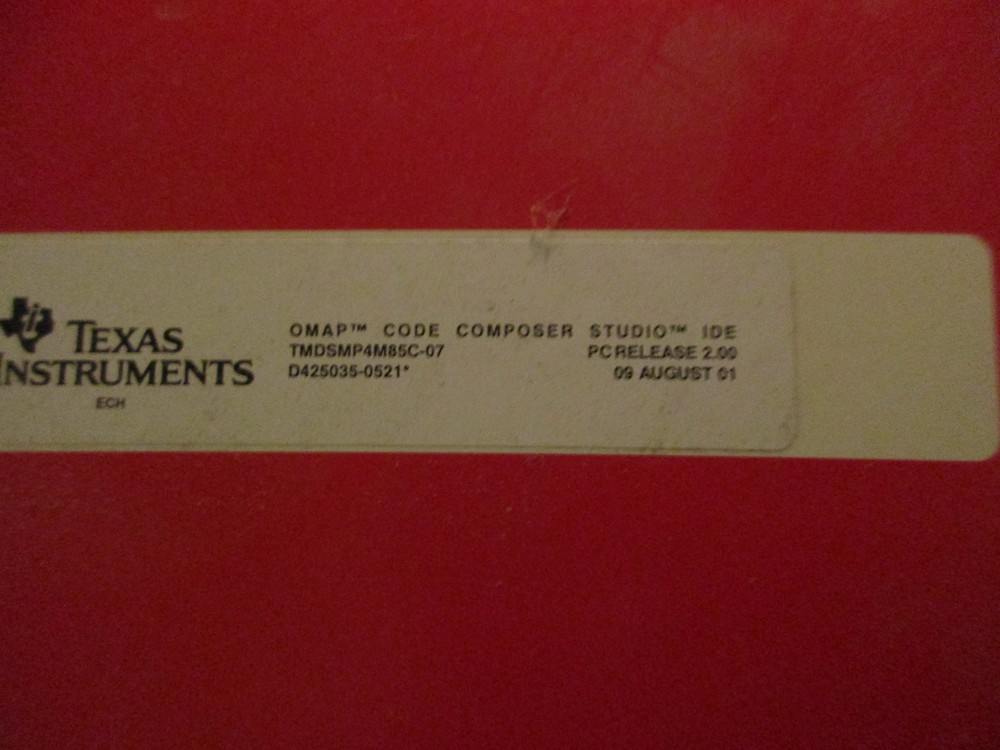 TEXAS
INSTRUMENTS
ECH
OMAP™ CODE COMPOSER STUDIO™ IDE
TMDSMP4M85C-07 PC RELEASE 2.00
D425035-0521* 09 AUGUST 01